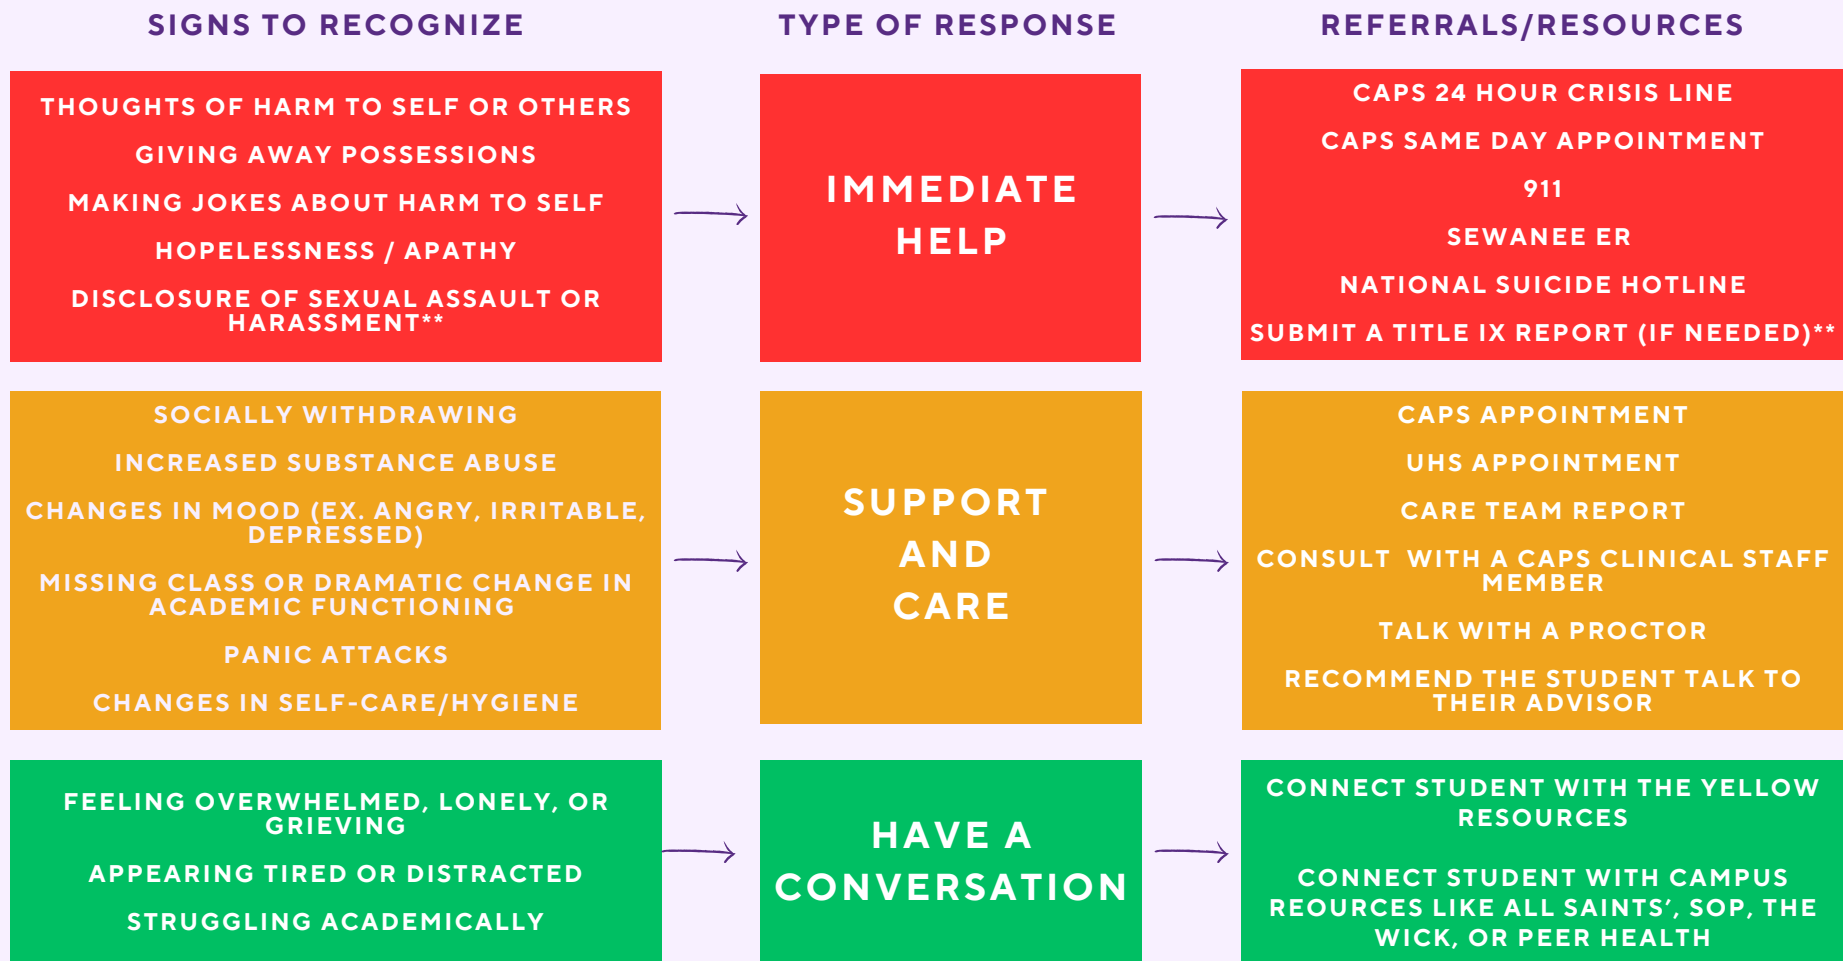 SIGNS TO RECOGNIZE
TYPE OF RESPONSE
REFERRALS/RESOURCES
THOUGHTS OF HARM TO SELF OR OTHERS
GIVING AWAY POSSESSIONS
MAKING JOKES ABOUT HARM TO SELF
HOPELESSNESS / APATHY
DISCLOSURE OF SEXUAL ASSAULT OR
HARASSMENT**
IMMEDIATE
HELP
CAPS 24 HOUR CRISIS LINE
CAPS SAME DAY APPOINTMENT
911
SEWANEE ER
NATIONAL SUICIDE HOTLINE
SUBMIT A TITLE IX REPORT (IF NEEDED)**
SOCIALLY WITHDRAWING
INCREASED SUBSTANCE ABUSE
CHANGES IN MOOD (EX. ANGRY, IRRITABLE,
DEPRESSED)
MISSING CLASS OR DRAMATIC CHANGE IN
ACADEMIC FUNCTIONING
PANIC ATTACKS
CHANGES IN SELF-CARE/HYGIENE
SUPPORT
AND
CARE
CAPS APPOINTMENT
UHS APPOINTMENT
CARE TEAM REPORT
CONSULT WITH A CAPS CLINICAL STAFF
MEMBER
TALK WITH A PROCTOR
RECOMMEND THE STUDENT TALK TO
THEIR ADVISOR
FEELING OVERWHELMED, LONELY, OR
GRIEVING
APPEARING TIRED OR DISTRACTED
STRUGGLING ACADEMICALLY
HAVE A
CONVERSATION
CONNECT STUDENT WITH THE YELLOW
RESOURCES
CONNECT STUDENT WITH CAMPUS
REOURCES LIKE ALL SAINTS’, SOP, THE
WICK, OR PEER HEALTH